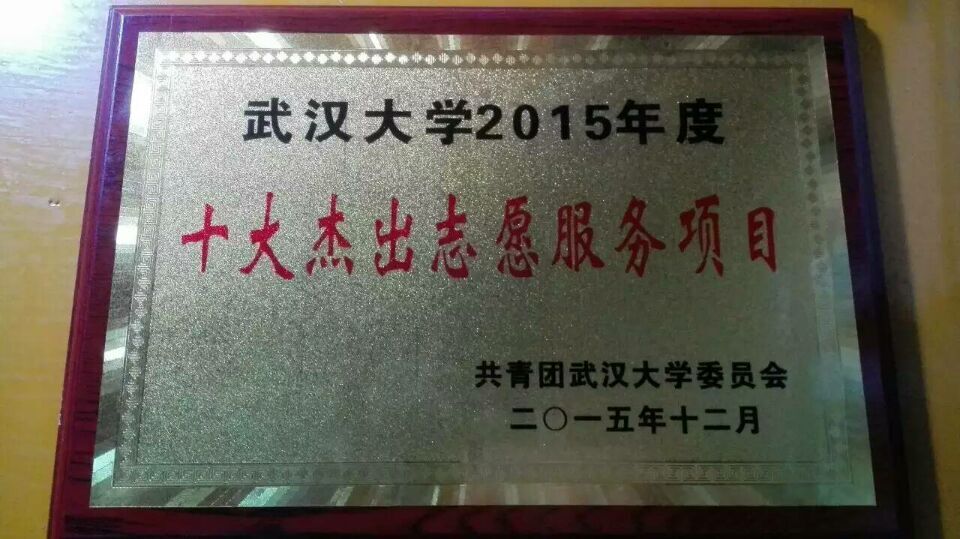 武汉大学2015年度
十大杰出志愿服务项目
共青团武汉大学委员会
二〇一五年十二月